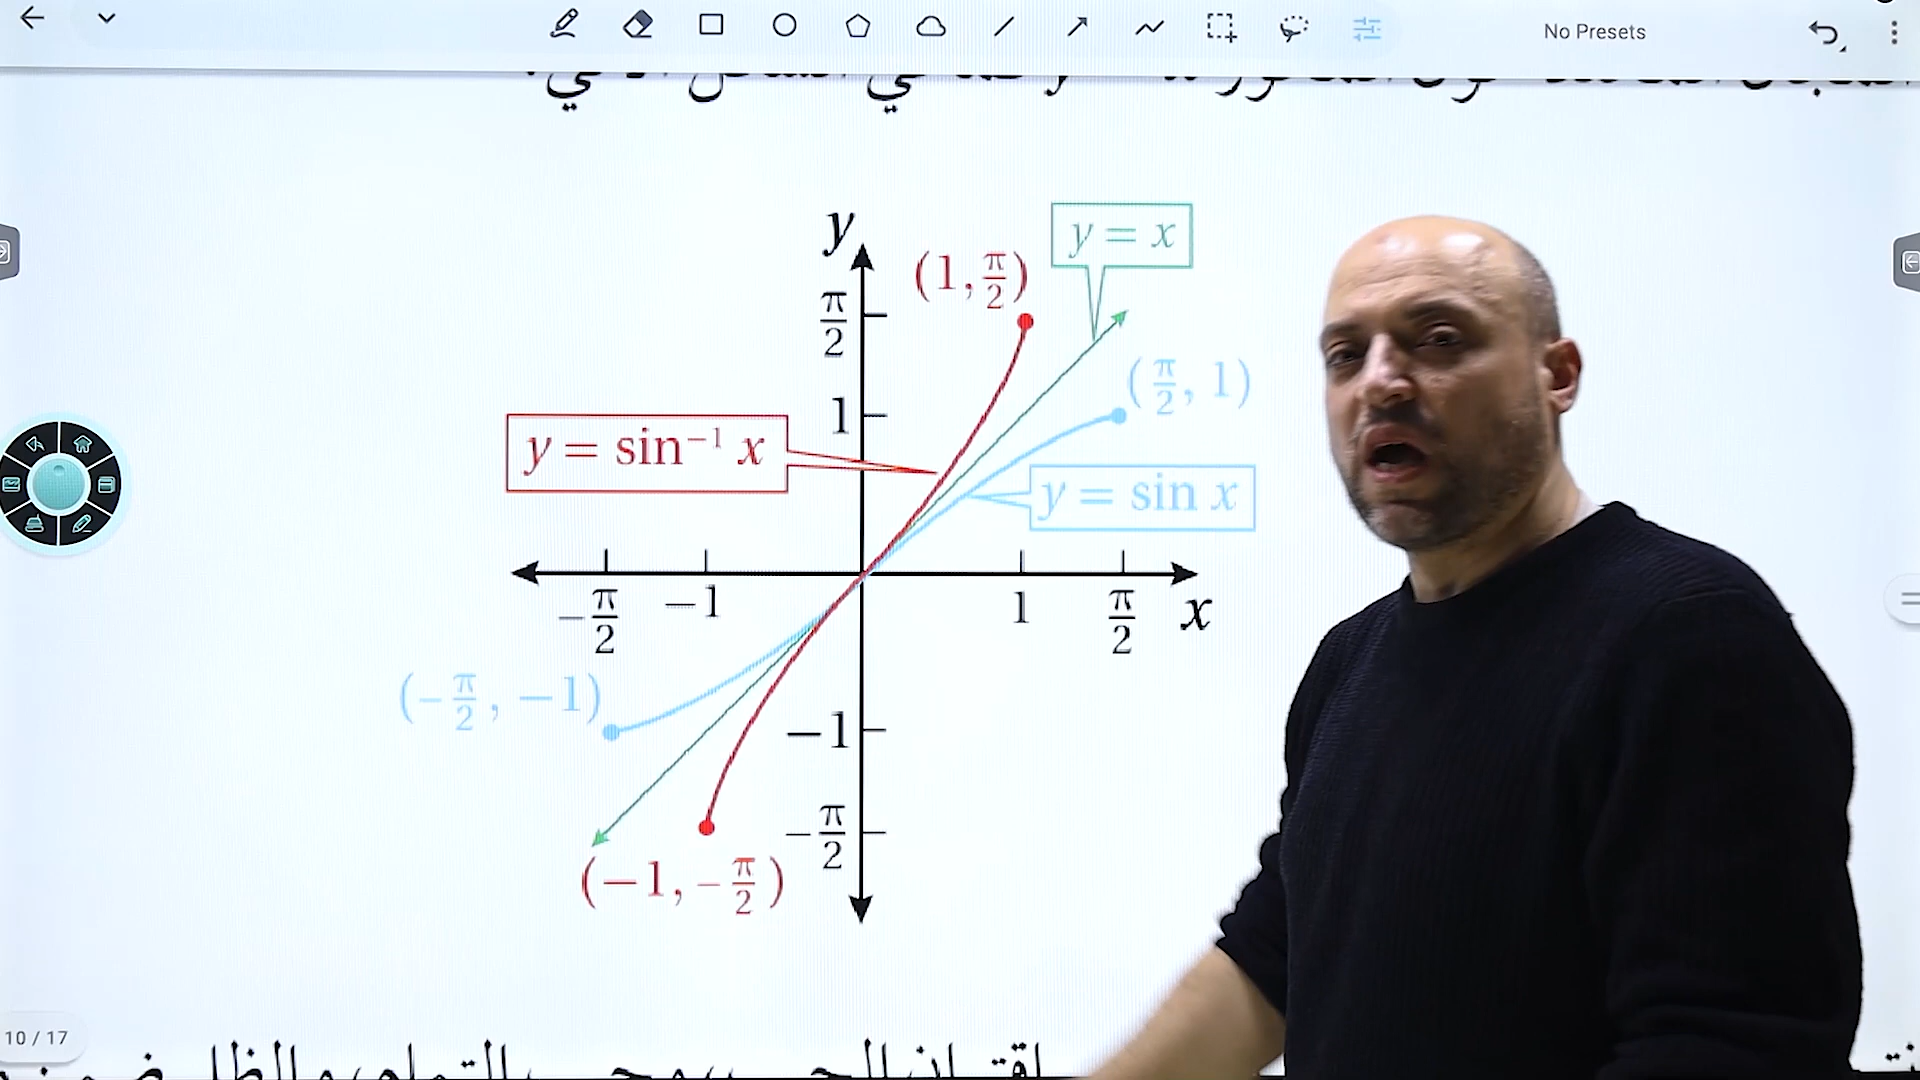 No Presets
y
(1, π/2)
y = x
π/2
(π/2, 1)
1
y = sin⁻¹ x
y = sin x
-π/2 -1 1 π/2 x
(-π/2, -1)
-1
-π/2
(-1, -π/2)
10 / 17